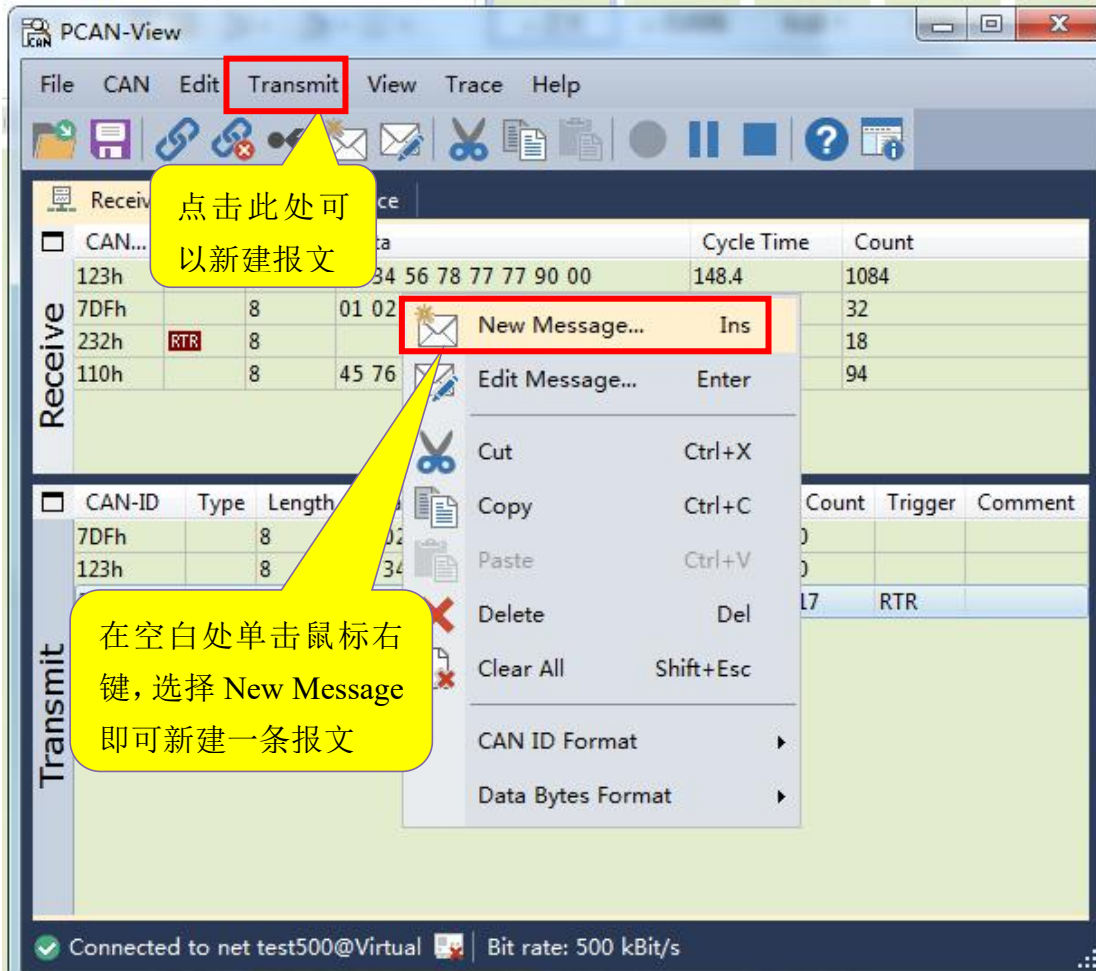 PCAN-View
File CAN Edit Transmit View Trace Help
点击此处可
以新建报文
CAN... Cycle Time Count
123h 34 56 78 77 77 90 00 148.4 1084
7DFh 8 01 02 32
232h RTR 8 18
110h 8 45 76 94
Receive
New Message... Ins
Edit Message... Enter
Cut Ctrl+X
Copy Ctrl+C
Paste Ctrl+V
Delete Del
Clear All Shift+Esc
CAN ID Format
Data Bytes Format
CAN-ID Type Length Count Trigger Comment
7DFh 8
123h 8 34
17 RTR
Transmit
在空白处单击鼠标右
键，选择 New Message
即可新建一条报文
Connected to net test500@Virtual Bit rate: 500 kBit/s